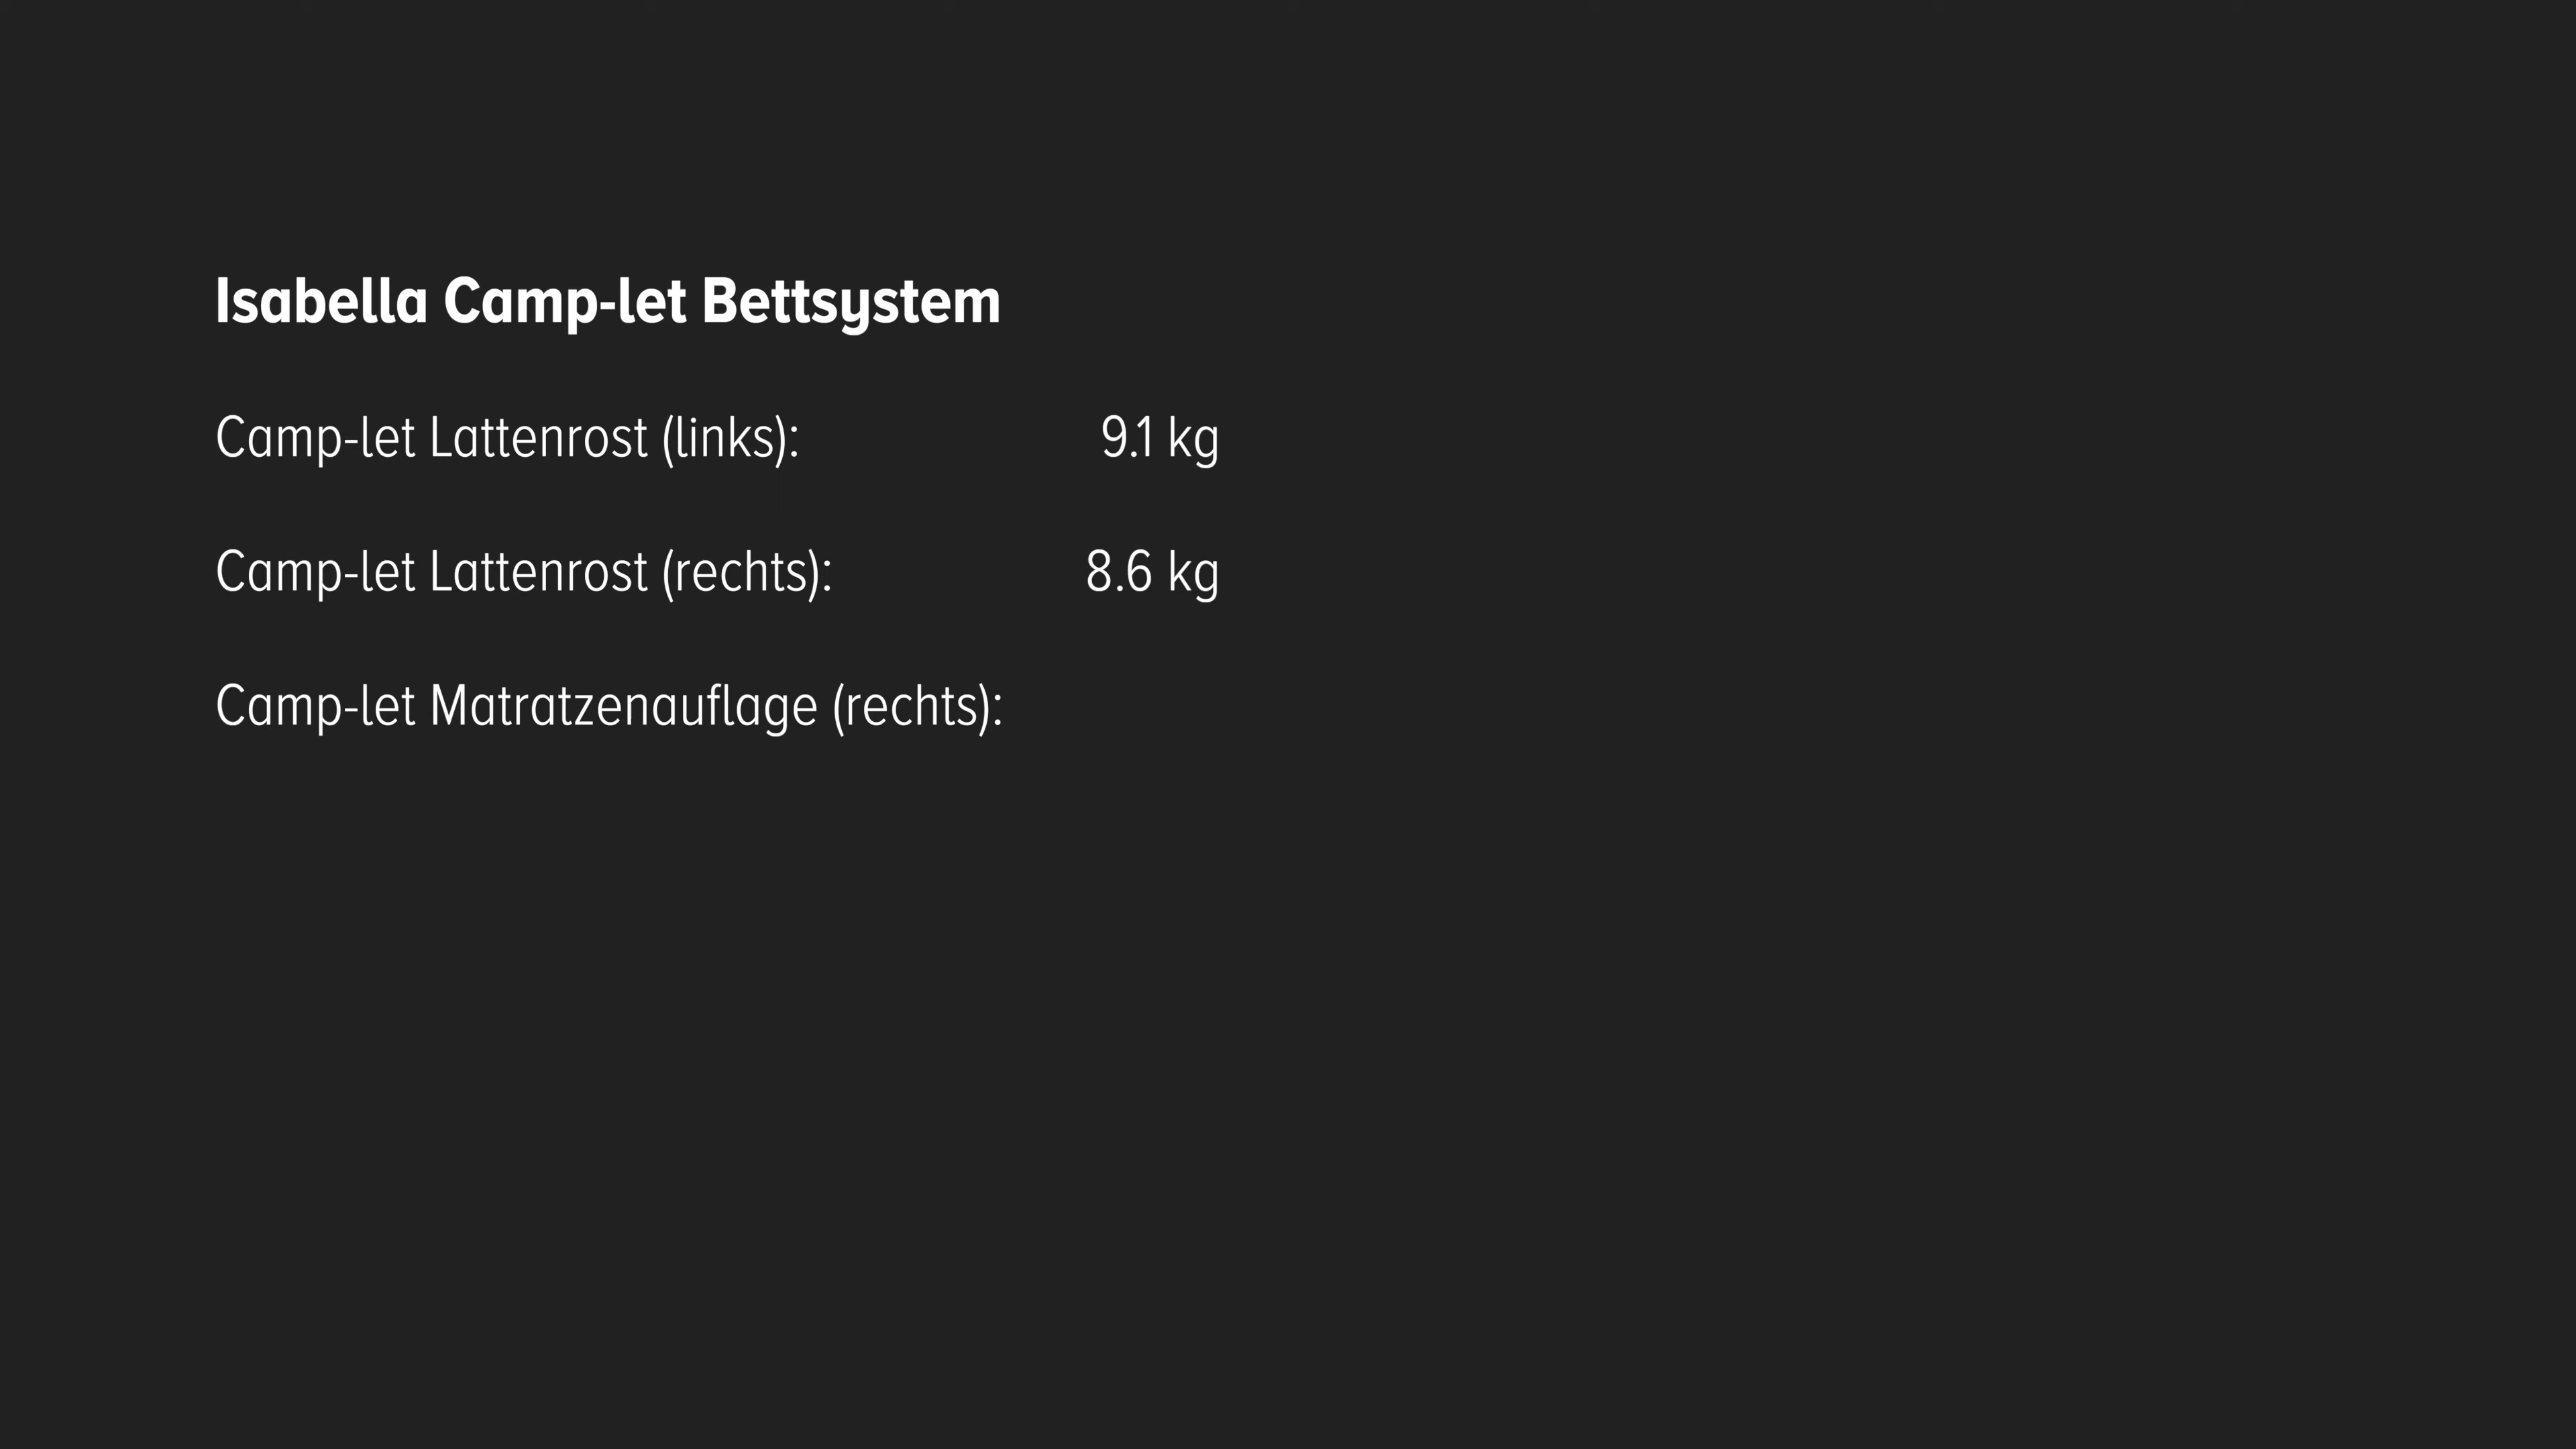 Isabella Camp-let Bettsystem
Camp-let Lattenrost (links): 9.1 kg
Camp-let Lattenrost (rechts): 8.6 kg
Camp-let Matratzenauflage (rechts):